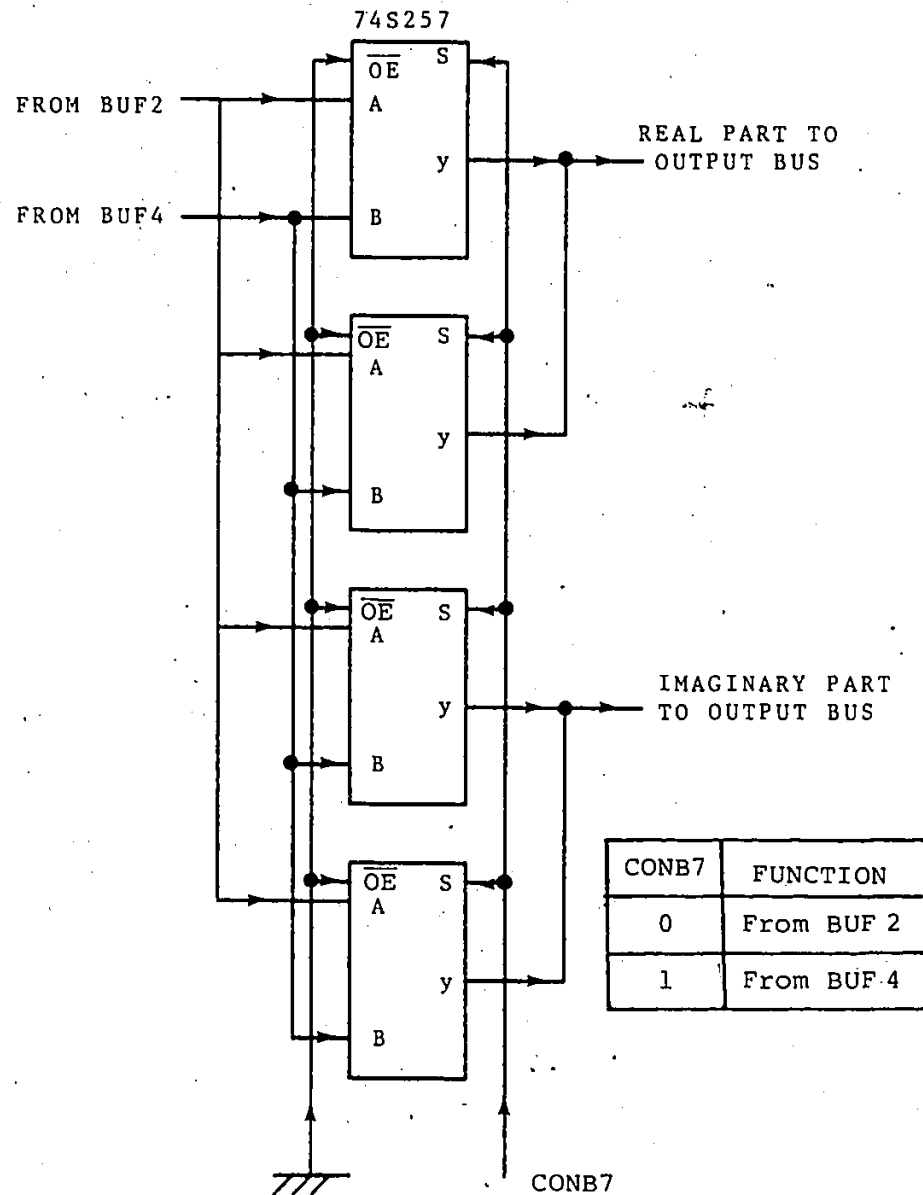 74S257
OE S
A
y
B
FROM BUF2
FROM BUF4
REAL PART TO
OUTPUT BUS
OE S
A
y
B
OE S
A
y
B
IMAGINARY PART
TO OUTPUT BUS
OE S
A
y
B
CONB7 FUNCTION
0 From BUF 2
1 From BUF 4
CONB7